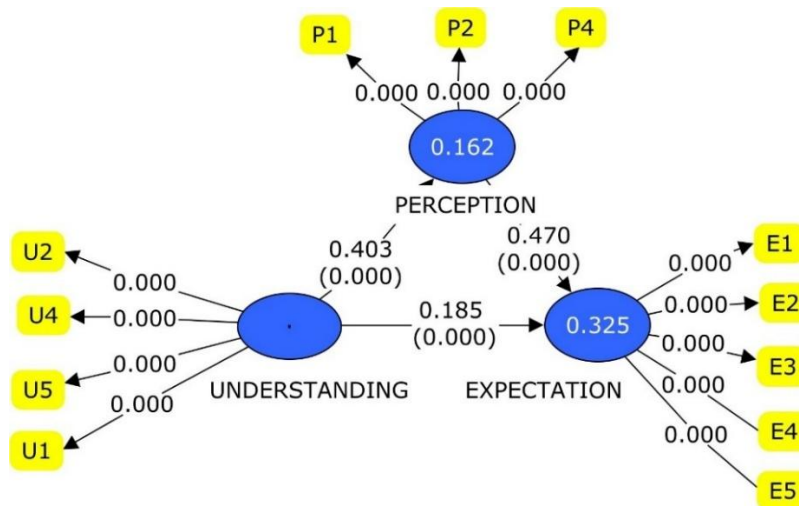 P1
P2
P4
0.000
0.000
0.000
0.162
PERCEPTION
0.403
(0.000)
0.470
(0.000)
U2
U4
U5
U1
0.000
0.000
0.000
0.000
0.185
(0.000)
0.325
UNDERSTANDING
EXPECTATION
0.000
0.000
0.000
0.000
0.000
E1
E2
E3
E4
E5